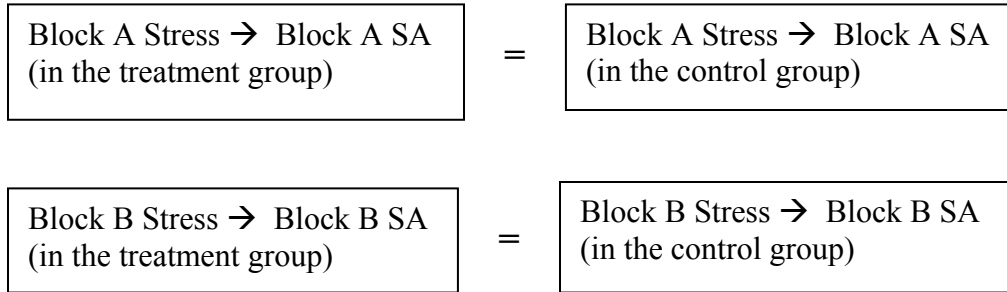 Block A Stress → Block A SA = Block A Stress → Block A SA
(in the treatment group) (in the control group)
Block B Stress → Block B SA = Block B Stress → Block B SA
(in the treatment group) (in the control group)